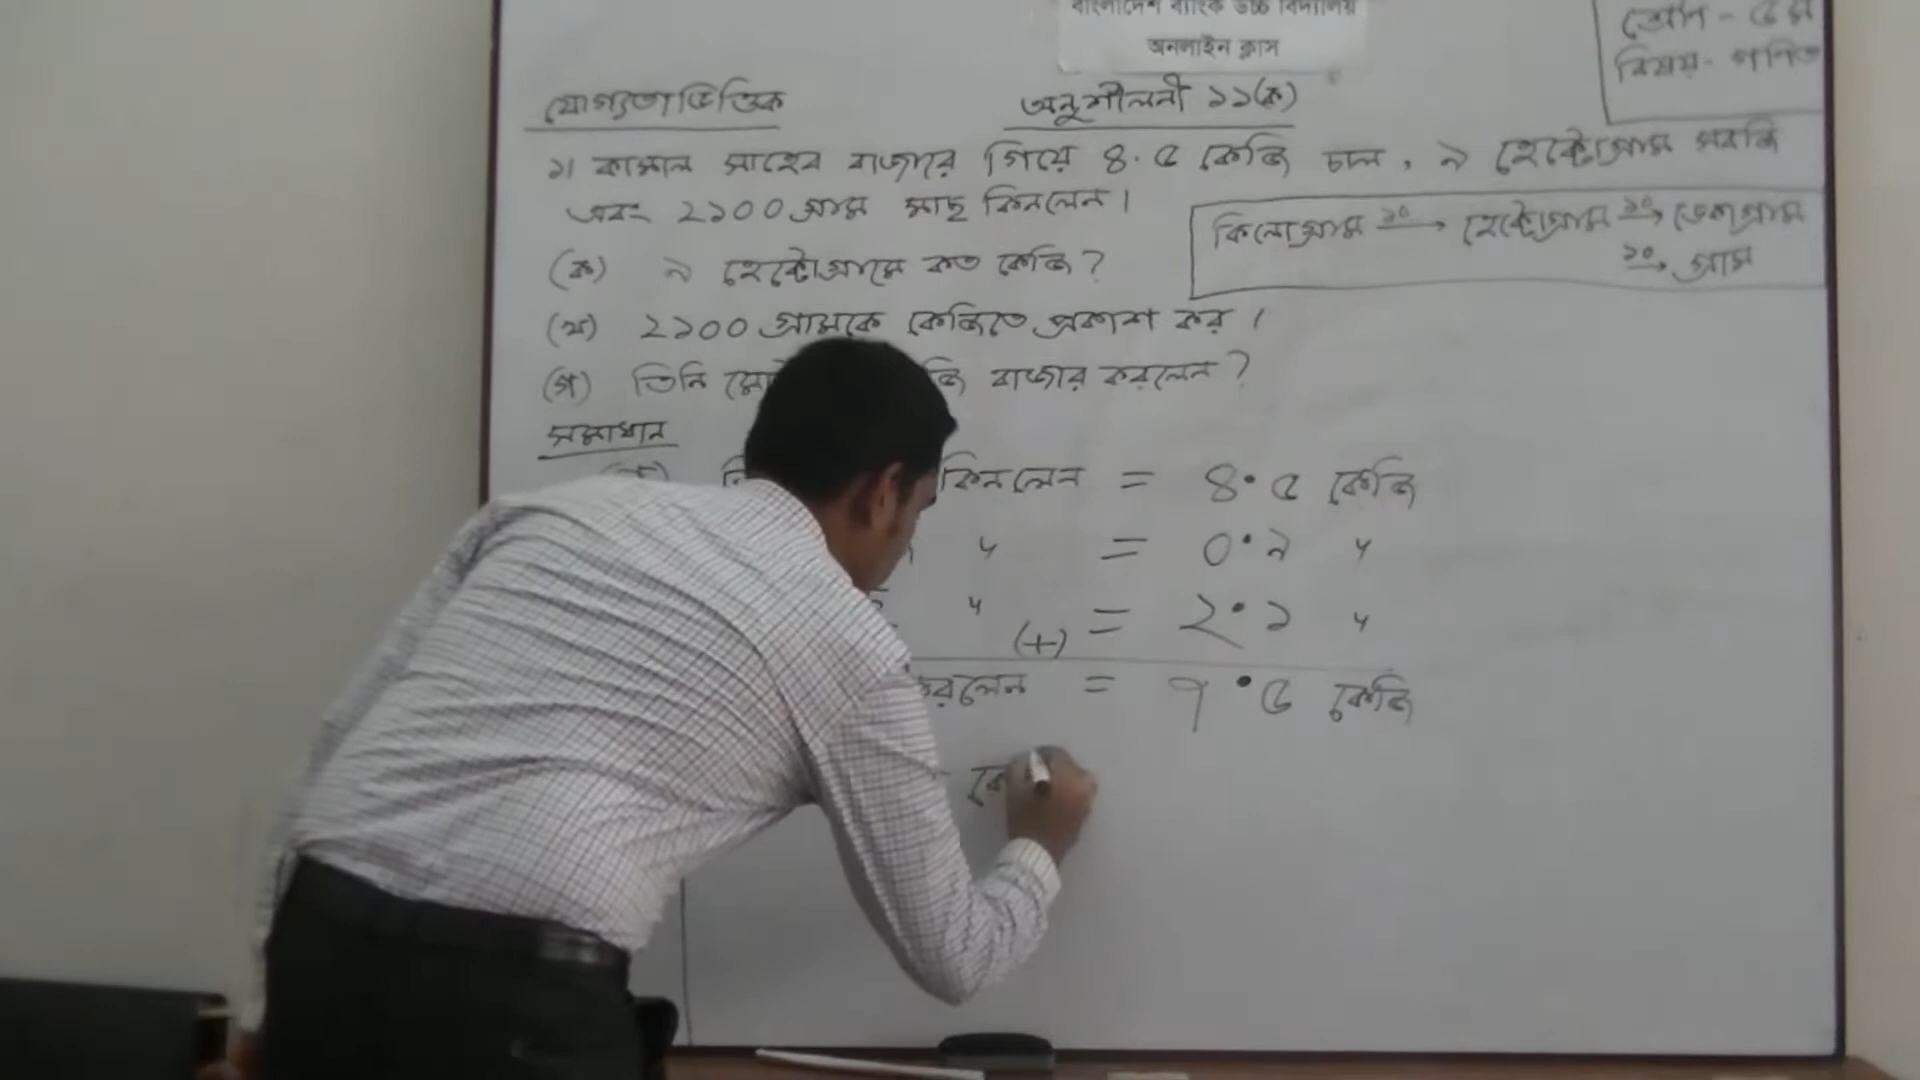 বাংলাদেশ ব্যাংক উচ্চ বিদ্যালয়
অনলাইন ক্লাস
শ্রেণি - ৫ম
বিষয় - গণিত
যোগ্যতাভিত্তিক
অনুশীলনী ১১(ক)
১। কামাল সাহেব বাজারে গিয়ে ৪.৫ কেজি চাল, ৯ হেক্টোগ্রাম সবজি
এবং ২১০০ গ্রাম মাছ কিনলেন।
কিলোগ্রাম ১০→ হেক্টোগ্রাম ১০→ ডেকাগ্রাম
১০→ গ্রাম
(ক) ৯ হেক্টোগ্রামে কত কেজি?
(খ) ২১০০ গ্রামকে কেজিতে প্রকাশ কর।
(গ) তিনি বাজার করলেন?
সমাধান
কিনলেন = ৪.৫ কেজি
" = ০.৯ "
" (+) = ২.১ "
করলেন = ৭.৫ কেজি